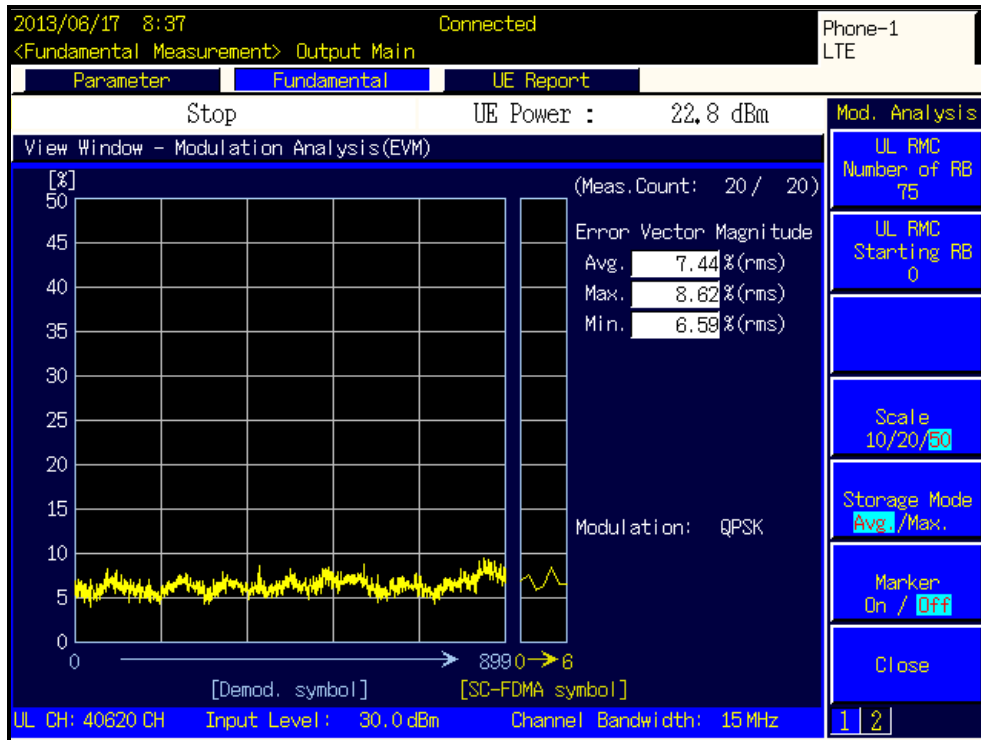 2013/06/17 8:37 Connected
<Fundamental Measurement> Output Main
Phone-1
LTE
Parameter Fundamental UE Report
Stop UE Power : 22.8 dBm
View Window - Modulation Analysis(EVM)
[%]
50
45
40
35
30
25
20
15
10
5
0
0 899
[Demod. symbol]
0 6
[SC-FDMA symbol]
(Meas.Count: 20 / 20)
Error Vector Magnitude
Avg. 7.44 %(rms)
Max. 8.62 %(rms)
Min. 6.59 %(rms)
Modulation: QPSK
Mod. Analysis
UL RMC
Number of RB
75
UL RMC
Starting RB
0
Scale
10/20/50
Storage Mode
Avg./Max.
Marker
On / Off
Close
1 2
UL CH: 40620 CH Input Level: 30.0 dBm Channel Bandwidth: 15 MHz